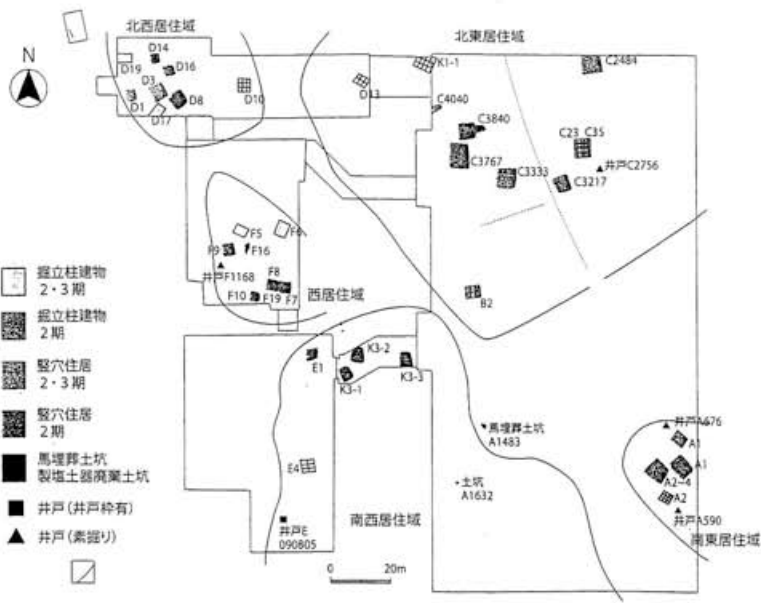 北西居住域
北東居住域
N
D14
D19
D16
D3
D1
D8
D17
D10
D13
K1-1
C2484
C4040
C3840
C23 C35
C3767
C3333
井戸C2756
C3217
F5
F6
F9
F16
井戸F1168
F8
F10
F19
F7
西居住域
B2
掘立柱建物
2・3期
掘立柱建物
2期
竪穴住居
2・3期
竪穴住居
2期
馬埋葬土坑
製塩土器廃棄土坑
井戸(井戸枠有)
井戸(素掘り)
E1
K3-2
K3-1
K3-3
馬埋葬土坑
A1483
井戸A676
A1
A1
A2-4
A2
井戸A590
南東居住域
E4
土坑
A1632
井戸E
090805
南西居住域
0
20m